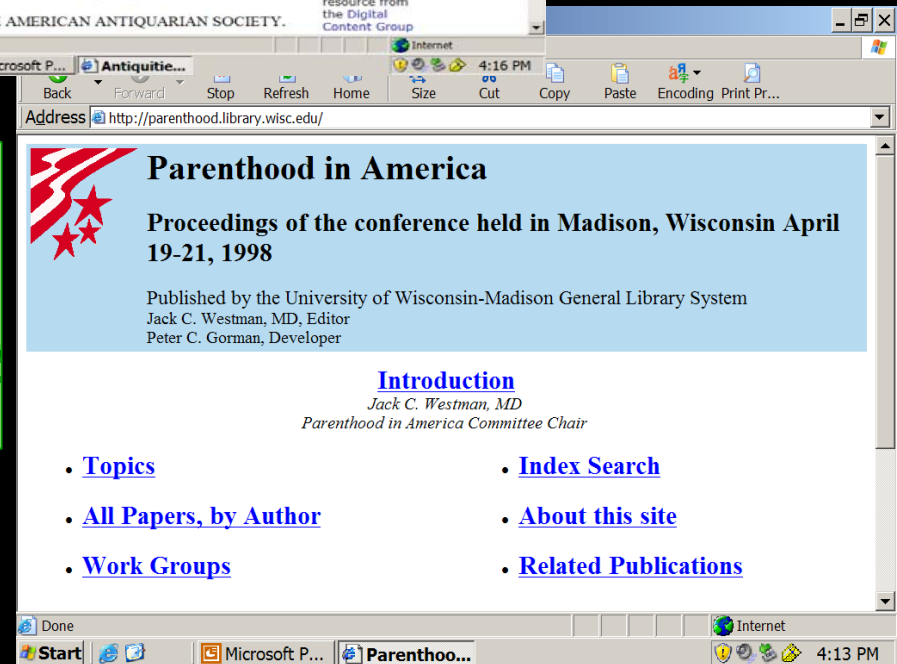 resource from
AMERICAN ANTIQUARIAN SOCIETY.
the Digital
Content Group
Internet
crosoft P...
Antiquitie...
4:16 PM
Back Forward Stop Refresh Home Size Cut Copy Paste Encoding Print Pr...
Address http://parenthood.library.wisc.edu/
Parenthood in America
Proceedings of the conference held in Madison, Wisconsin April
19-21, 1998
Published by the University of Wisconsin-Madison General Library System
Jack C. Westman, MD, Editor
Peter C. Gorman, Developer
Introduction
Jack C. Westman, MD
Parenthood in America Committee Chair
Topics
Index Search
All Papers, by Author
About this site
Work Groups
Related Publications
Done
Internet
Start
Microsoft P...
Parenthoo...
4:13 PM